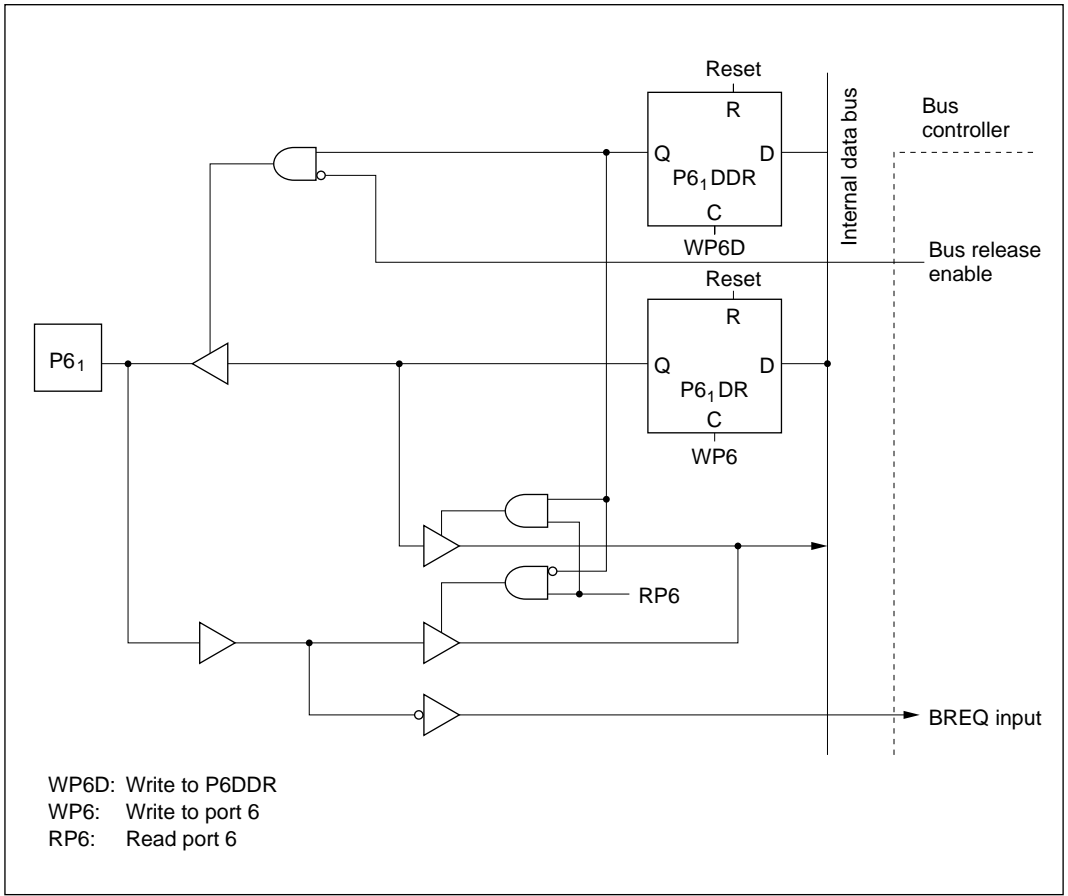 Reset
R
Q
D
P6₁DDR
C
WP6D
Internal data bus
Bus
controller
Bus release
enable
Reset
R
P6₁
Q
D
P6₁DR
C
WP6
RP6
BREQ input
WP6D: Write to P6DDR
WP6: Write to port 6
RP6: Read port 6